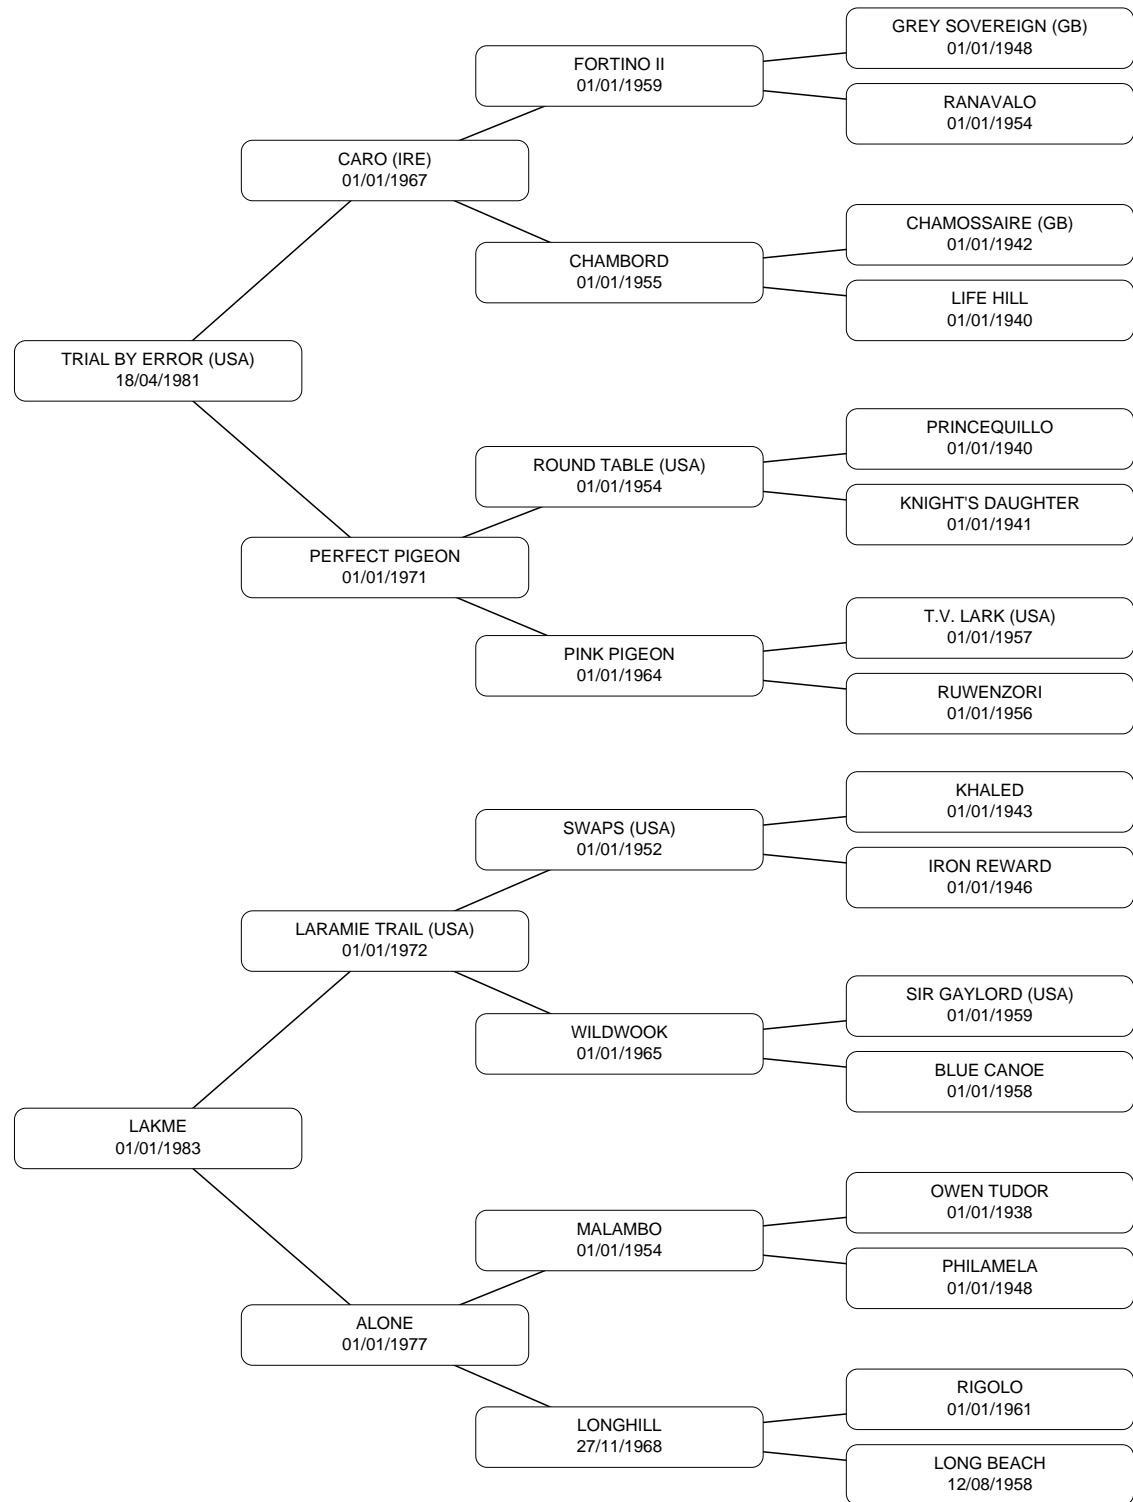 GREY SOVEREIGN (GB)
01/01/1948
FORTINO II
01/01/1959
RANAVALO
01/01/1954
CARO (IRE)
01/01/1967
CHAMOSSAIRE (GB)
01/01/1942
CHAMBORD
01/01/1955
LIFE HILL
01/01/1940
TRIAL BY ERROR (USA)
18/04/1981
PRINCEQUILLO
01/01/1940
ROUND TABLE (USA)
01/01/1954
KNIGHT'S DAUGHTER
01/01/1941
PERFECT PIGEON
01/01/1971
T.V. LARK (USA)
01/01/1957
PINK PIGEON
01/01/1964
RUWENZORI
01/01/1956
KHALED
01/01/1943
SWAPS (USA)
01/01/1952
IRON REWARD
01/01/1946
LARAMIE TRAIL (USA)
01/01/1972
SIR GAYLORD (USA)
01/01/1959
WILDWOOK
01/01/1965
BLUE CANOE
01/01/1958
LAKME
01/01/1983
OWEN TUDOR
01/01/1938
MALAMBO
01/01/1954
PHILAMELA
01/01/1948
ALONE
01/01/1977
RIGOLO
01/01/1961
LONGHILL
27/11/1968
LONG BEACH
12/08/1958